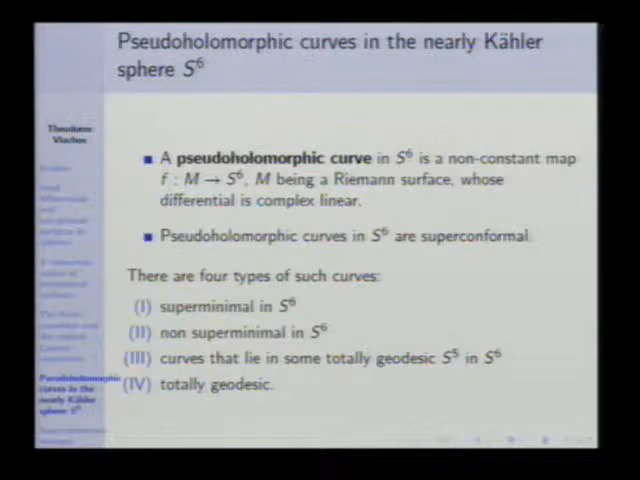 Pseudoholomorphic curves in the nearly Kähler
sphere S⁶
Theodoros
Vlachos
■ A pseudoholomorphic curve in S⁶ is a non-constant map
f : M → S⁶, M being a Riemann surface, whose
differential is complex linear.
■ Pseudoholomorphic curves in S⁶ are superconformal.
There are four types of such curves:
(I) superminimal in S⁶
(II) non superminimal in S⁶
(III) curves that lie in some totally geodesic S⁵ in S⁶
(IV) totally geodesic.
Pseudoholomorphic
curves in the
nearly Kähler
sphere S⁶